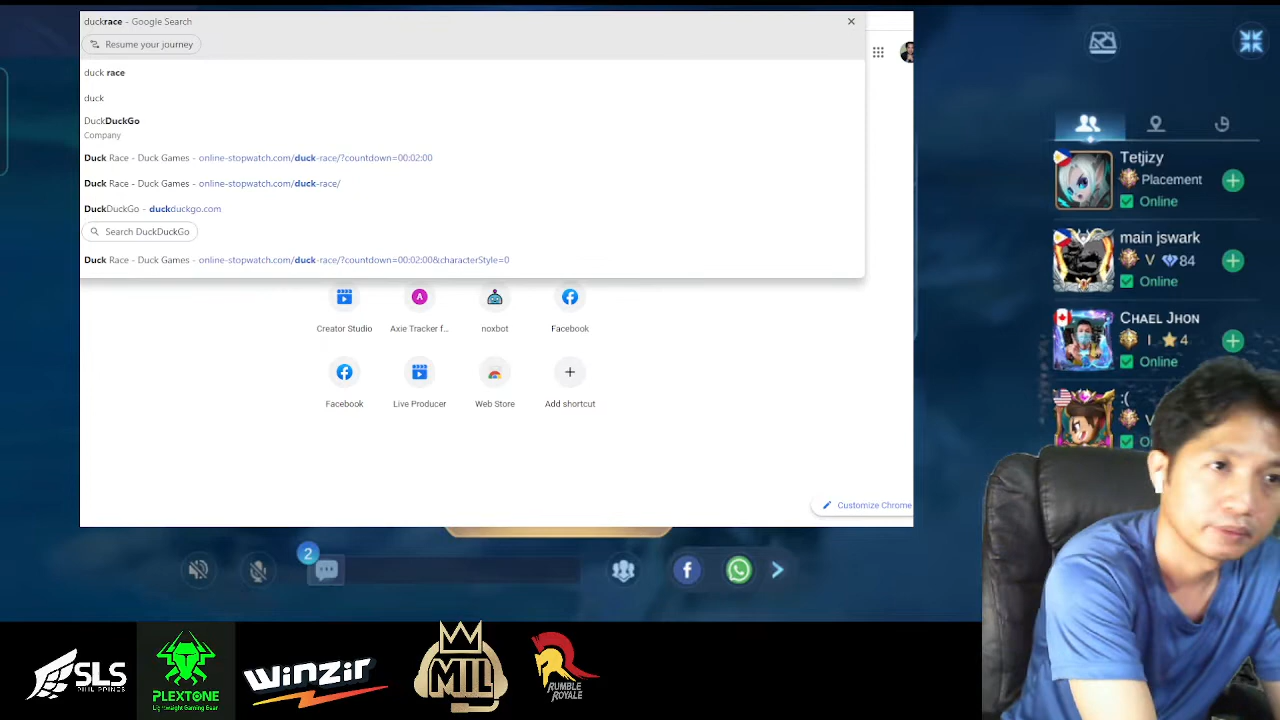 duckrace - Google Search
Resume your journey
duck race
duck
DuckDuckGo
Company
Duck Race - Duck Games - online-stopwatch.com/duck-race/?countdown=00:02:00
Duck Race - Duck Games - online-stopwatch.com/duck-race/
DuckDuckGo - duckduckgo.com
Search DuckDuckGo
Duck Race - Duck Games - online-stopwatch.com/duck-race/?countdown=00:02:00&characterStyle=0
A
Creator Studio
Axie Tracker f...
noxbot
Facebook
Facebook
Live Producer
Web Store
Add shortcut
Customize Chrome
Tetjizy
Placement
Online
main jswark
V 84
Online
Chael Jhon
I 4
Online
:(
V
2
SLS
PHILIPPINES
PLEXTONE
Lightweight Gaming Gear
WINZIR
MIL
RUMBLE
ROYALE